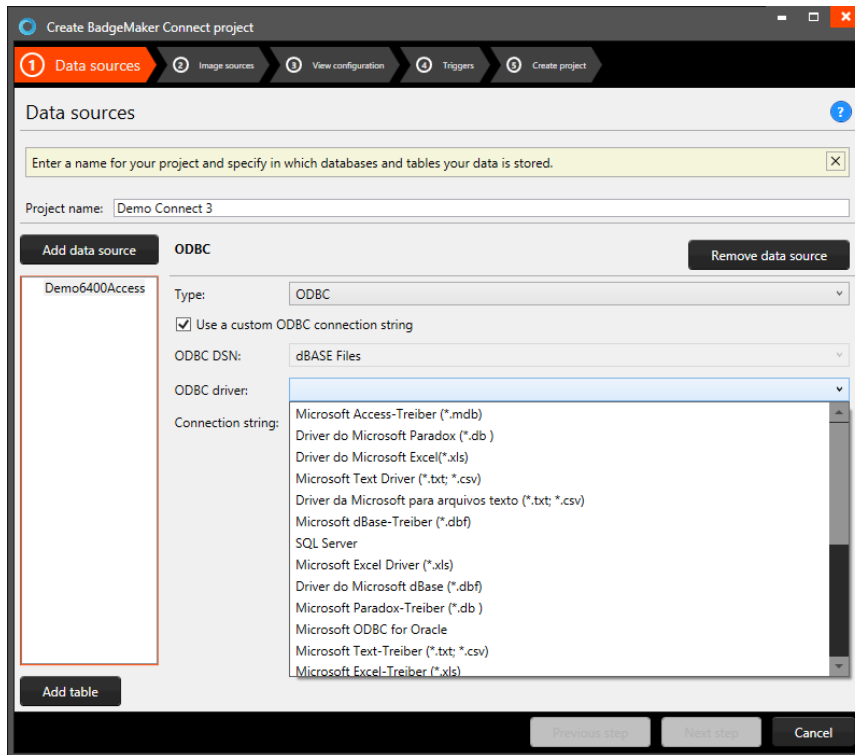 Create BadgeMaker Connect project
1 Data sources 2 Image sources 3 View configuration 4 Triggers 5 Create project
Data sources ?
Enter a name for your project and specify in which databases and tables your data is stored.
Project name: Demo Connect 3
Add data source ODBC Remove data source
Demo6400Access
Type: ODBC
Use a custom ODBC connection string
ODBC DSN: dBASE Files
ODBC driver:
Connection string:
Microsoft Access-Treiber (*.mdb)
Driver do Microsoft Paradox (*.db )
Driver do Microsoft Excel(*.xls)
Microsoft Text Driver (*.txt; *.csv)
Driver da Microsoft para arquivos texto (*.txt; *.csv)
Microsoft dBase-Treiber (*.dbf)
SQL Server
Microsoft Excel Driver (*.xls)
Driver do Microsoft dBase (*.dbf)
Microsoft Paradox-Treiber (*.db )
Microsoft ODBC for Oracle
Microsoft Text-Treiber (*.txt; *.csv)
Microsoft Excel-Treiber (*.xls)
Add table
Previous step Next step Cancel